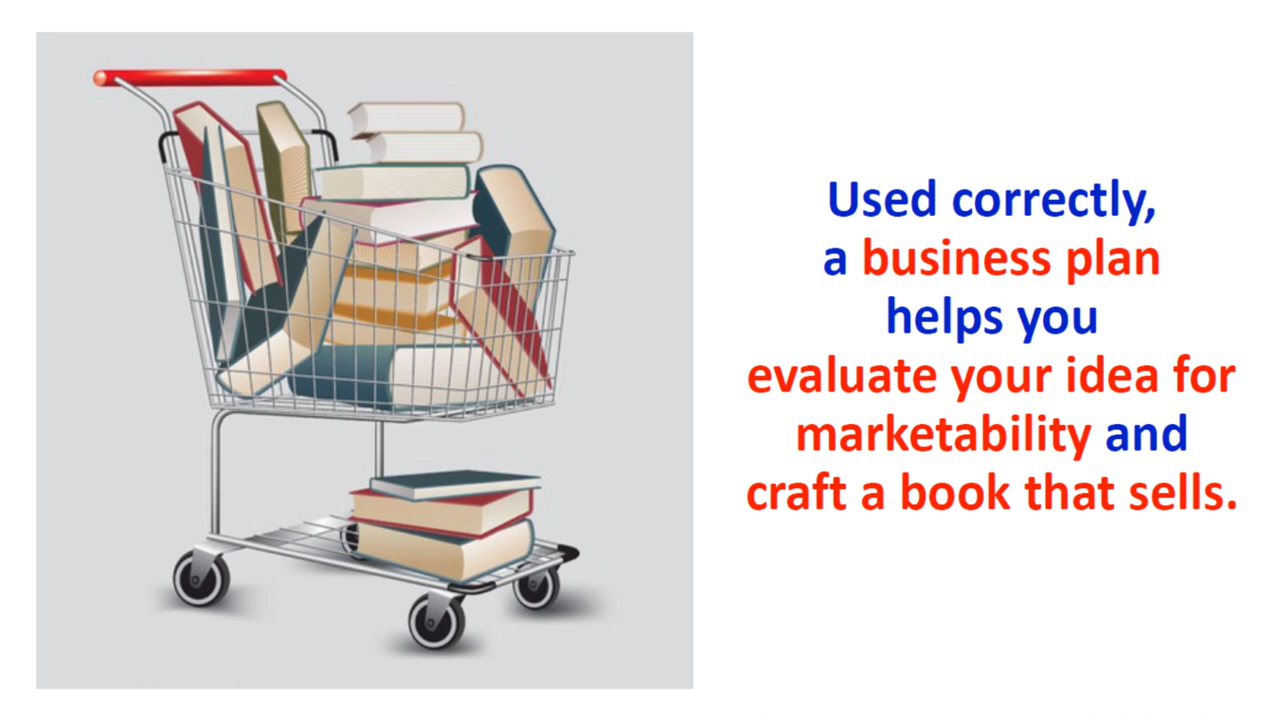 Used correctly,
a business plan
helps you
evaluate your idea for
marketability and
craft a book that sells.